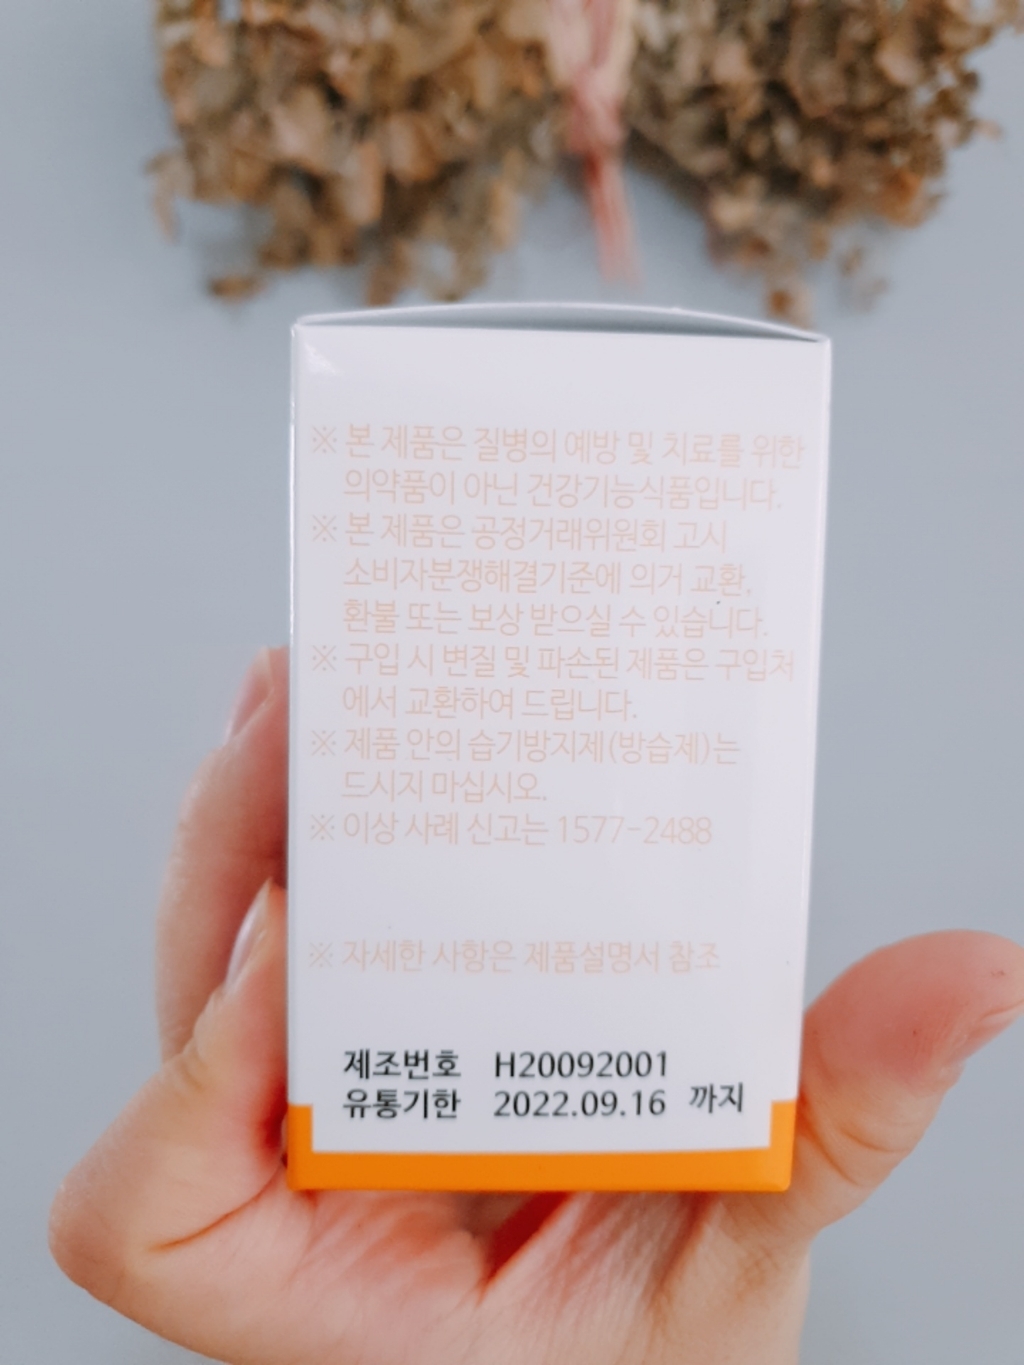 ※ 본 제품은 질병의 예방 및 치료를 위한
의약품이 아닌 건강기능식품입니다.
※ 본 제품은 공정거래위원회 고시
소비자분쟁해결기준에 의거 교환,
환불 또는 보상 받으실 수 있습니다.
※ 구입 시 변질 및 파손된 제품은 구입처
에서 교환하여 드립니다.
※ 제품 안의 습기방지제(방습제)는
드시지 마십시오.
※ 이상 사례 신고는 1577-2488
※ 자세한 사항은 제품설명서 참조
제조번호 H20092001
유통기한 2022.09.16 까지